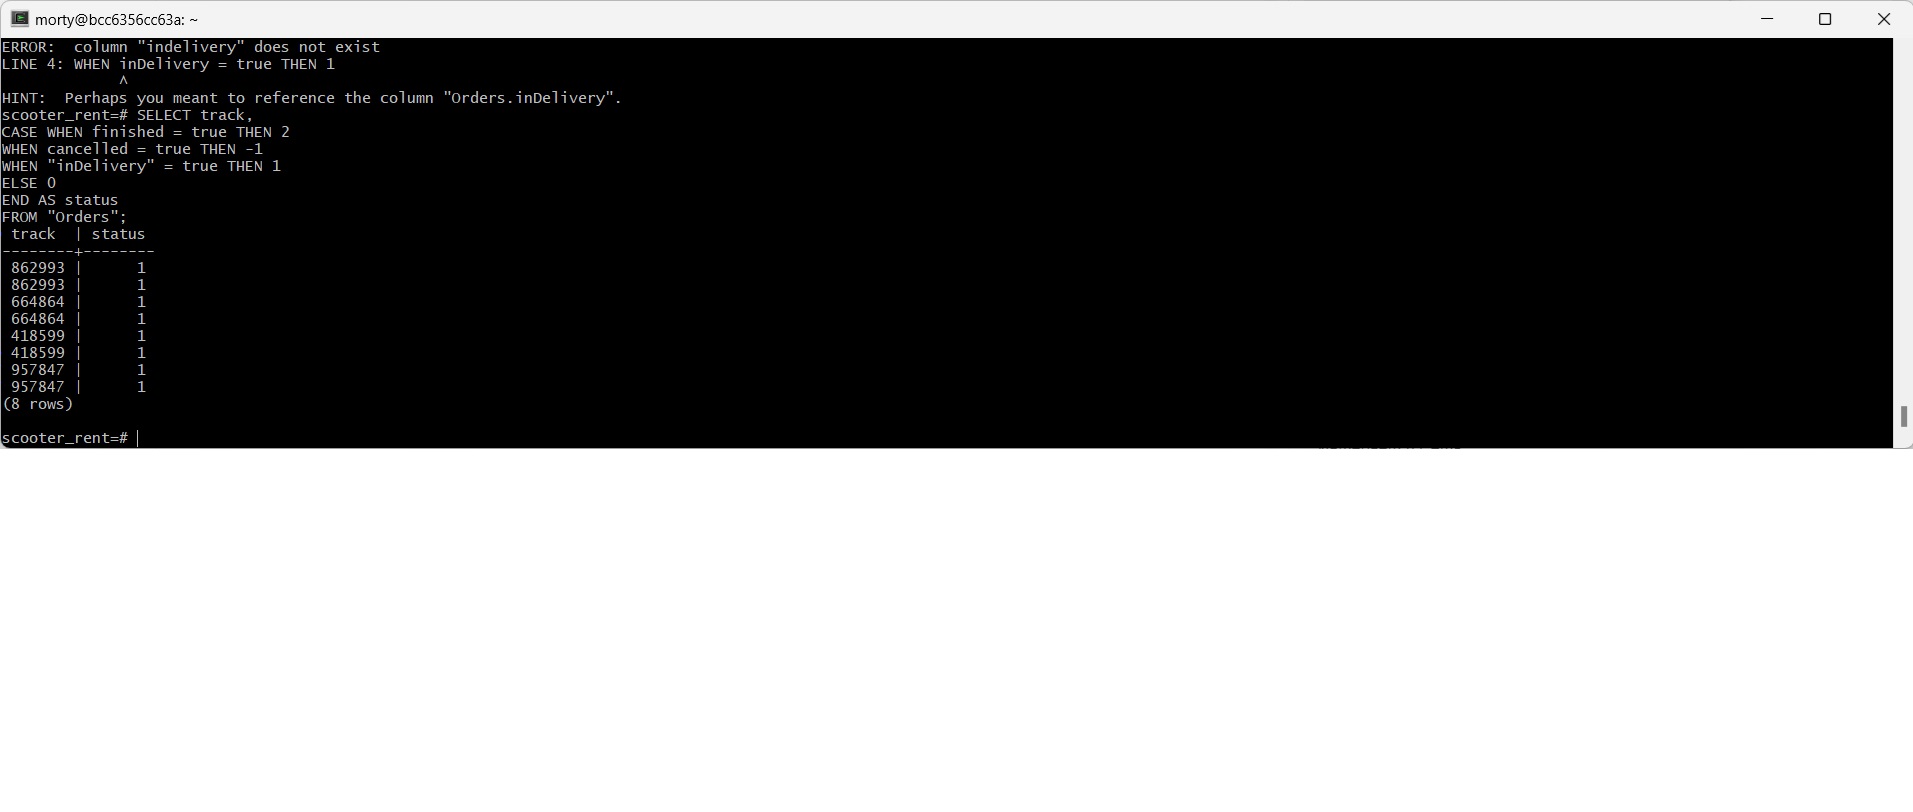 morty@bcc6356cc63a: ~
ERROR:  column "indelivery" does not exist
LINE 4: WHEN inDelivery = true THEN 1
             ^
HINT:  Perhaps you meant to reference the column "Orders.inDelivery".
scooter_rent=# SELECT track,
CASE WHEN finished = true THEN 2
WHEN cancelled = true THEN -1
WHEN "inDelivery" = true THEN 1
ELSE 0
END AS status
FROM "Orders";
 track  | status
--------+--------
 862993 |      1
 862993 |      1
 664864 |      1
 664864 |      1
 418599 |      1
 418599 |      1
 957847 |      1
 957847 |      1
(8 rows)
scooter_rent=#